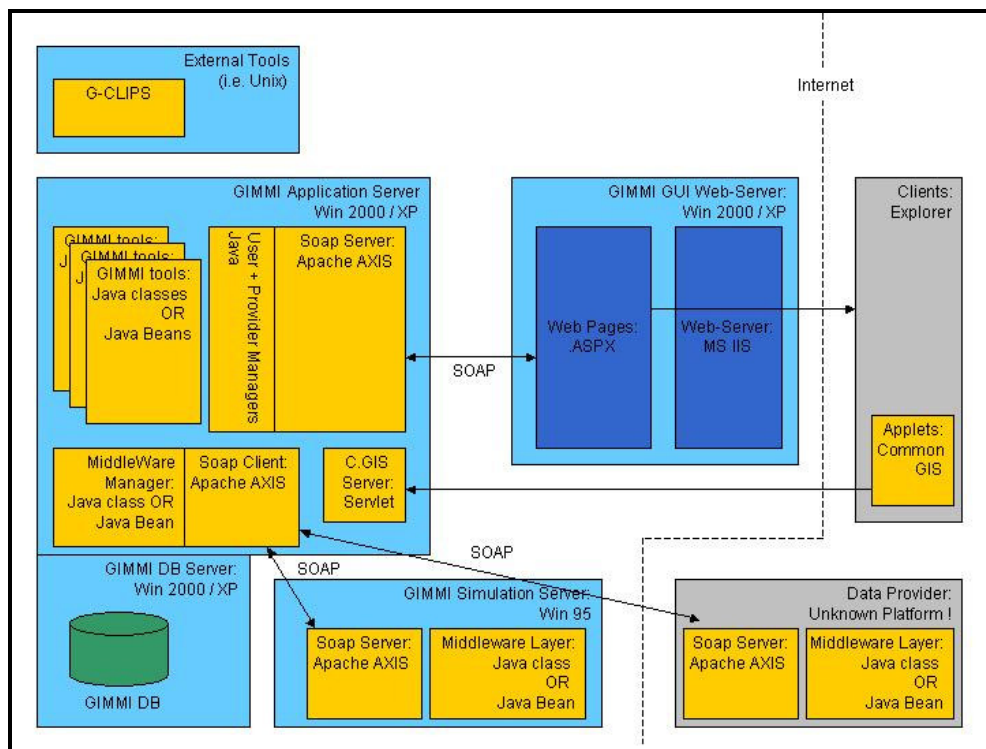 External Tools
(i.e. Unix)
G-CLIPS
Internet
GIMMI Application Server
Win 2000 / XP
GIMMI tools:
J
GIMMI tools:
J
GIMMI tools:
Java classes
OR
Java Beans
User + Provider Managers
Java
Soap Server:
Apache AXIS
SOAP
GIMMI GUI Web-Server:
Win 2000 / XP
Web Pages:
.ASPX
Web-Server:
MS IIS
Clients:
Explorer
Applets:
Common
GIS
MiddleWare
Manager:
Java class OR
Java Bean
Soap Client:
Apache AXIS
C.GIS
Server:
Servlet
SOAP
SOAP
GIMMI DB Server:
Win 2000 / XP
GIMMI DB
GIMMI Simulation Server:
Win 95
Soap Server:
Apache AXIS
Middleware Layer:
Java class
OR
Java Bean
Data Provider:
Unknown Platform !
Soap Server:
Apache AXIS
Middleware Layer:
Java class
OR
Java Bean